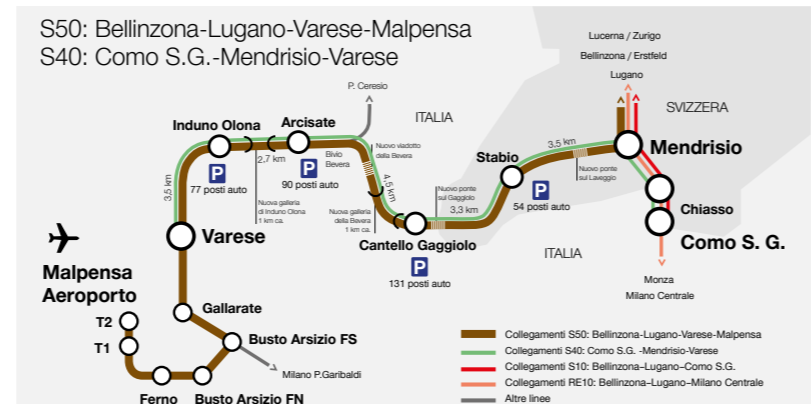 S50: Bellinzona-Lugano-Varese-Malpensa
S40: Como S.G.-Mendrisio-Varese
Lucerna / Zurigo
Bellinzona / Erstfeld
Lugano
P. Ceresio
ITALIA
SVIZZERA
Induno Olona
Arcisate
Nuovo viadotto
della Bevera
3,5 km
Mendrisio
P
77 posti auto
2,7 km
P
90 posti auto
Bivio
Bevera
4,5 km
Stabio
Nuovo ponte
sul Laveggio
3,5 km
Nuova galleria
di Induno Olona
1 km ca.
Nuova galleria
della Bevera
1 km ca.
Nuovo ponte
sul Gaggiolo
3,3 km
P
54 posti auto
Chiasso
Varese
Cantello Gaggiolo
Como S. G.
P
131 posti auto
ITALIA
Malpensa
Aeroporto
Monza
Milano Centrale
T2
T1
Gallarate
Busto Arsizio FS
Milano P.Garibaldi
Ferno
Busto Arsizio FN
Collegamenti S50: Bellinzona-Lugano-Varese-Malpensa
Collegamenti S40: Como S.G. -Mendrisio-Varese
Collegamenti S10: Bellinzona–Lugano–Como S.G.
Collegamenti RE10: Bellinzona–Lugano–Milano Centrale
Altre linee